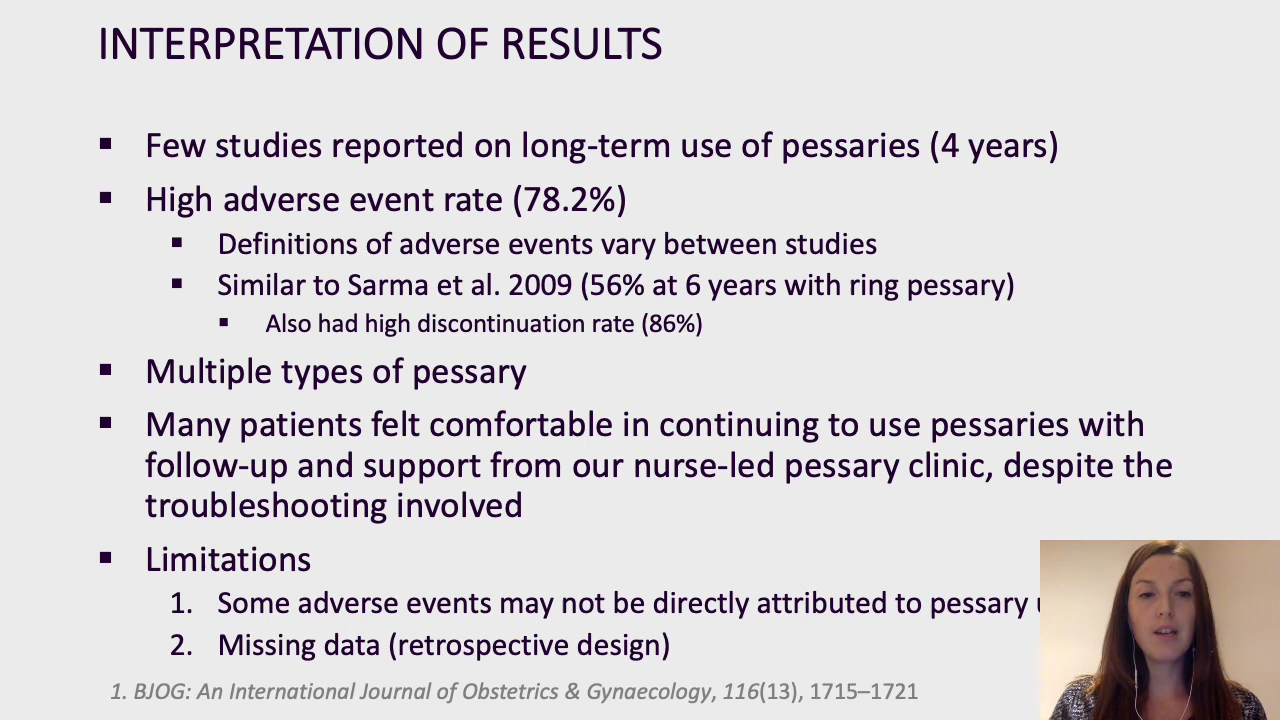 INTERPRETATION OF RESULTS
▪ Few studies reported on long-term use of pessaries (4 years)
▪ High adverse event rate (78.2%)
▪ Definitions of adverse events vary between studies
▪ Similar to Sarma et al. 2009 (56% at 6 years with ring pessary)
▪ Also had high discontinuation rate (86%)
▪ Multiple types of pessary
▪ Many patients felt comfortable in continuing to use pessaries with
follow-up and support from our nurse-led pessary clinic, despite the
troubleshooting involved
▪ Limitations
1. Some adverse events may not be directly attributed to pessary
2. Missing data (retrospective design)
1. BJOG: An International Journal of Obstetrics & Gynaecology, 116(13), 1715–1721